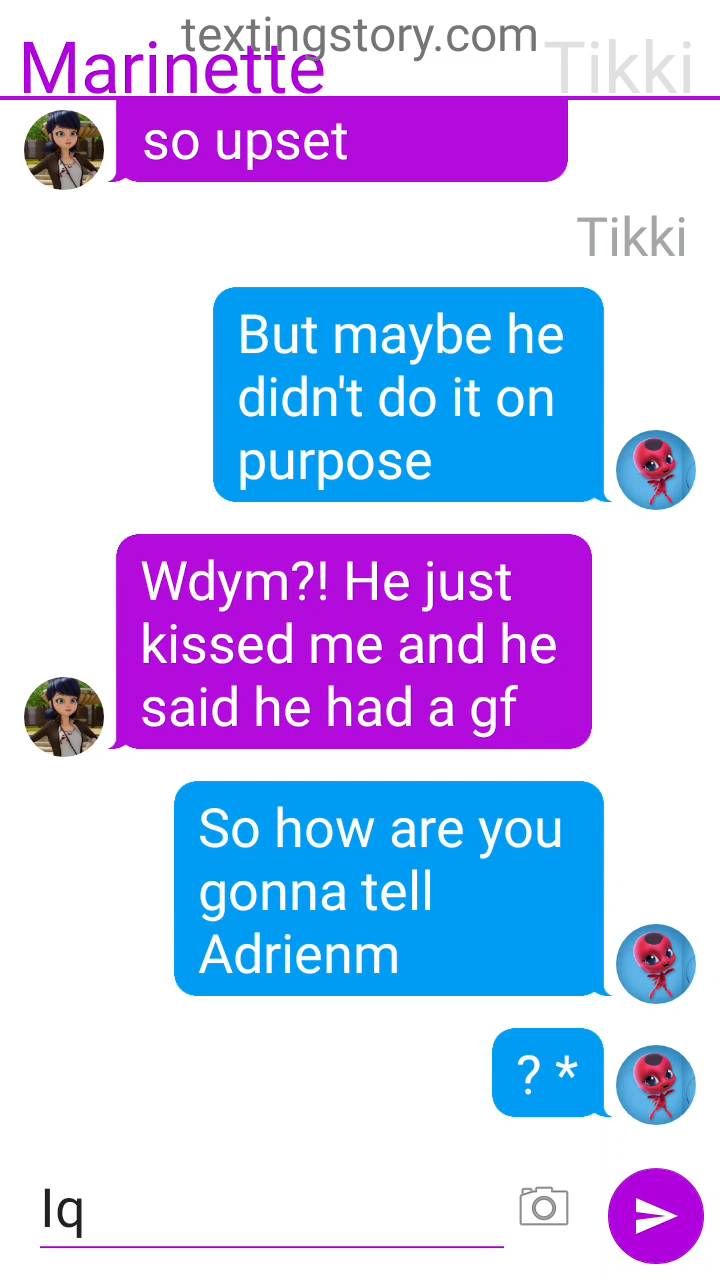 textingstory.com
Marinette
Tikki
so upset
Tikki
But maybe he
didn't do it on
purpose
Wdym?! He just
kissed me and he
said he had a gf
So how are you
gonna tell
Adrienm
? *
Iq